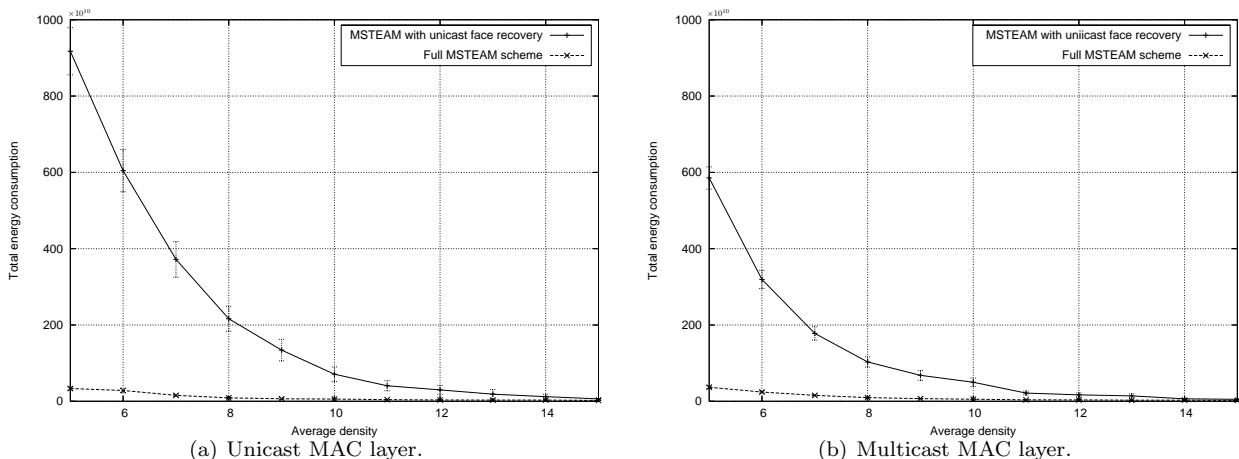 ×10¹⁰
1000
800
600
400
200
0
6
8
10
12
14
Total energy consumption
Average density
MSTEAM with unicast face recovery
Full MSTEAM scheme
(a) Unicast MAC layer.
×10¹⁰
1000
800
600
400
200
0
6
8
10
12
14
Total energy consumption
Average density
MSTEAM with uniicast face recovery
Full MSTEAM scheme
(b) Multicast MAC layer.